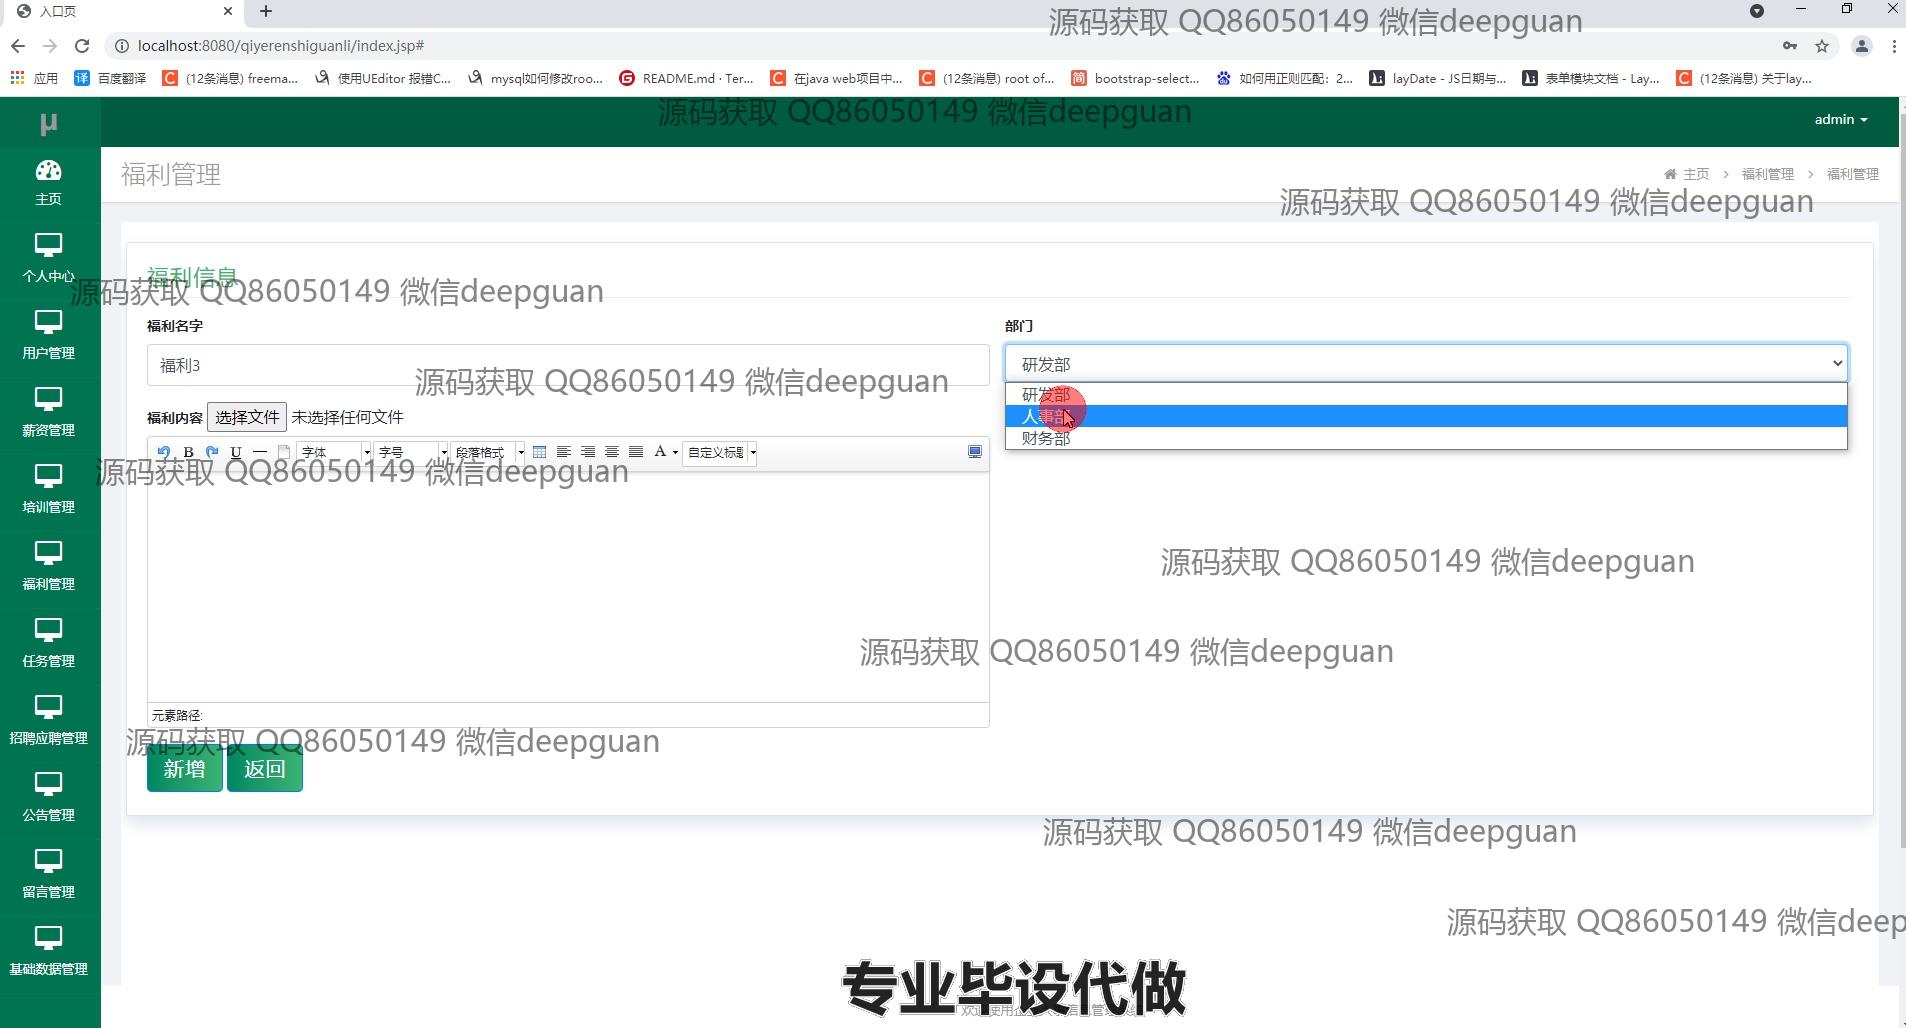 入口页
源码获取 QQ86050149 微信deepguan
localhost:8080/qiyerenshiguanli/index.jsp#
应用 百度翻译 (12条消息) freema... 使用UEditor 报错C... mysql如何修改roo... README.md · Ter... 在java web项目中... (12条消息) root of... bootstrap-select... 如何用正则匹配：2... layDate - JS日期与... 表单模块文档 - Lay... (12条消息) 关于lay...
源码获取 QQ86050149 微信deepguan
μ
admin
主页
福利管理
主页 > 福利管理 > 福利管理
源码获取 QQ86050149 微信deepguan
个人中心
福利信息
源码获取 QQ86050149 微信deepguan
用户管理
福利名字
部门
福利3
研发部
源码获取 QQ86050149 微信deepguan
研发部
人事部
财务部
薪资管理
福利内容 选择文件 未选择任何文件
B U 字体 字号 段落格式 A 自定义标题
源码获取 QQ86050149 微信deepguan
培训管理
源码获取 QQ86050149 微信deepguan
福利管理
任务管理
源码获取 QQ86050149 微信deepguan
招聘应聘管理
元素路径:
源码获取 QQ86050149 微信deepguan
新增 返回
公告管理
源码获取 QQ86050149 微信deepguan
留言管理
源码获取 QQ86050149 微信deep
基础数据管理
专业毕设代做